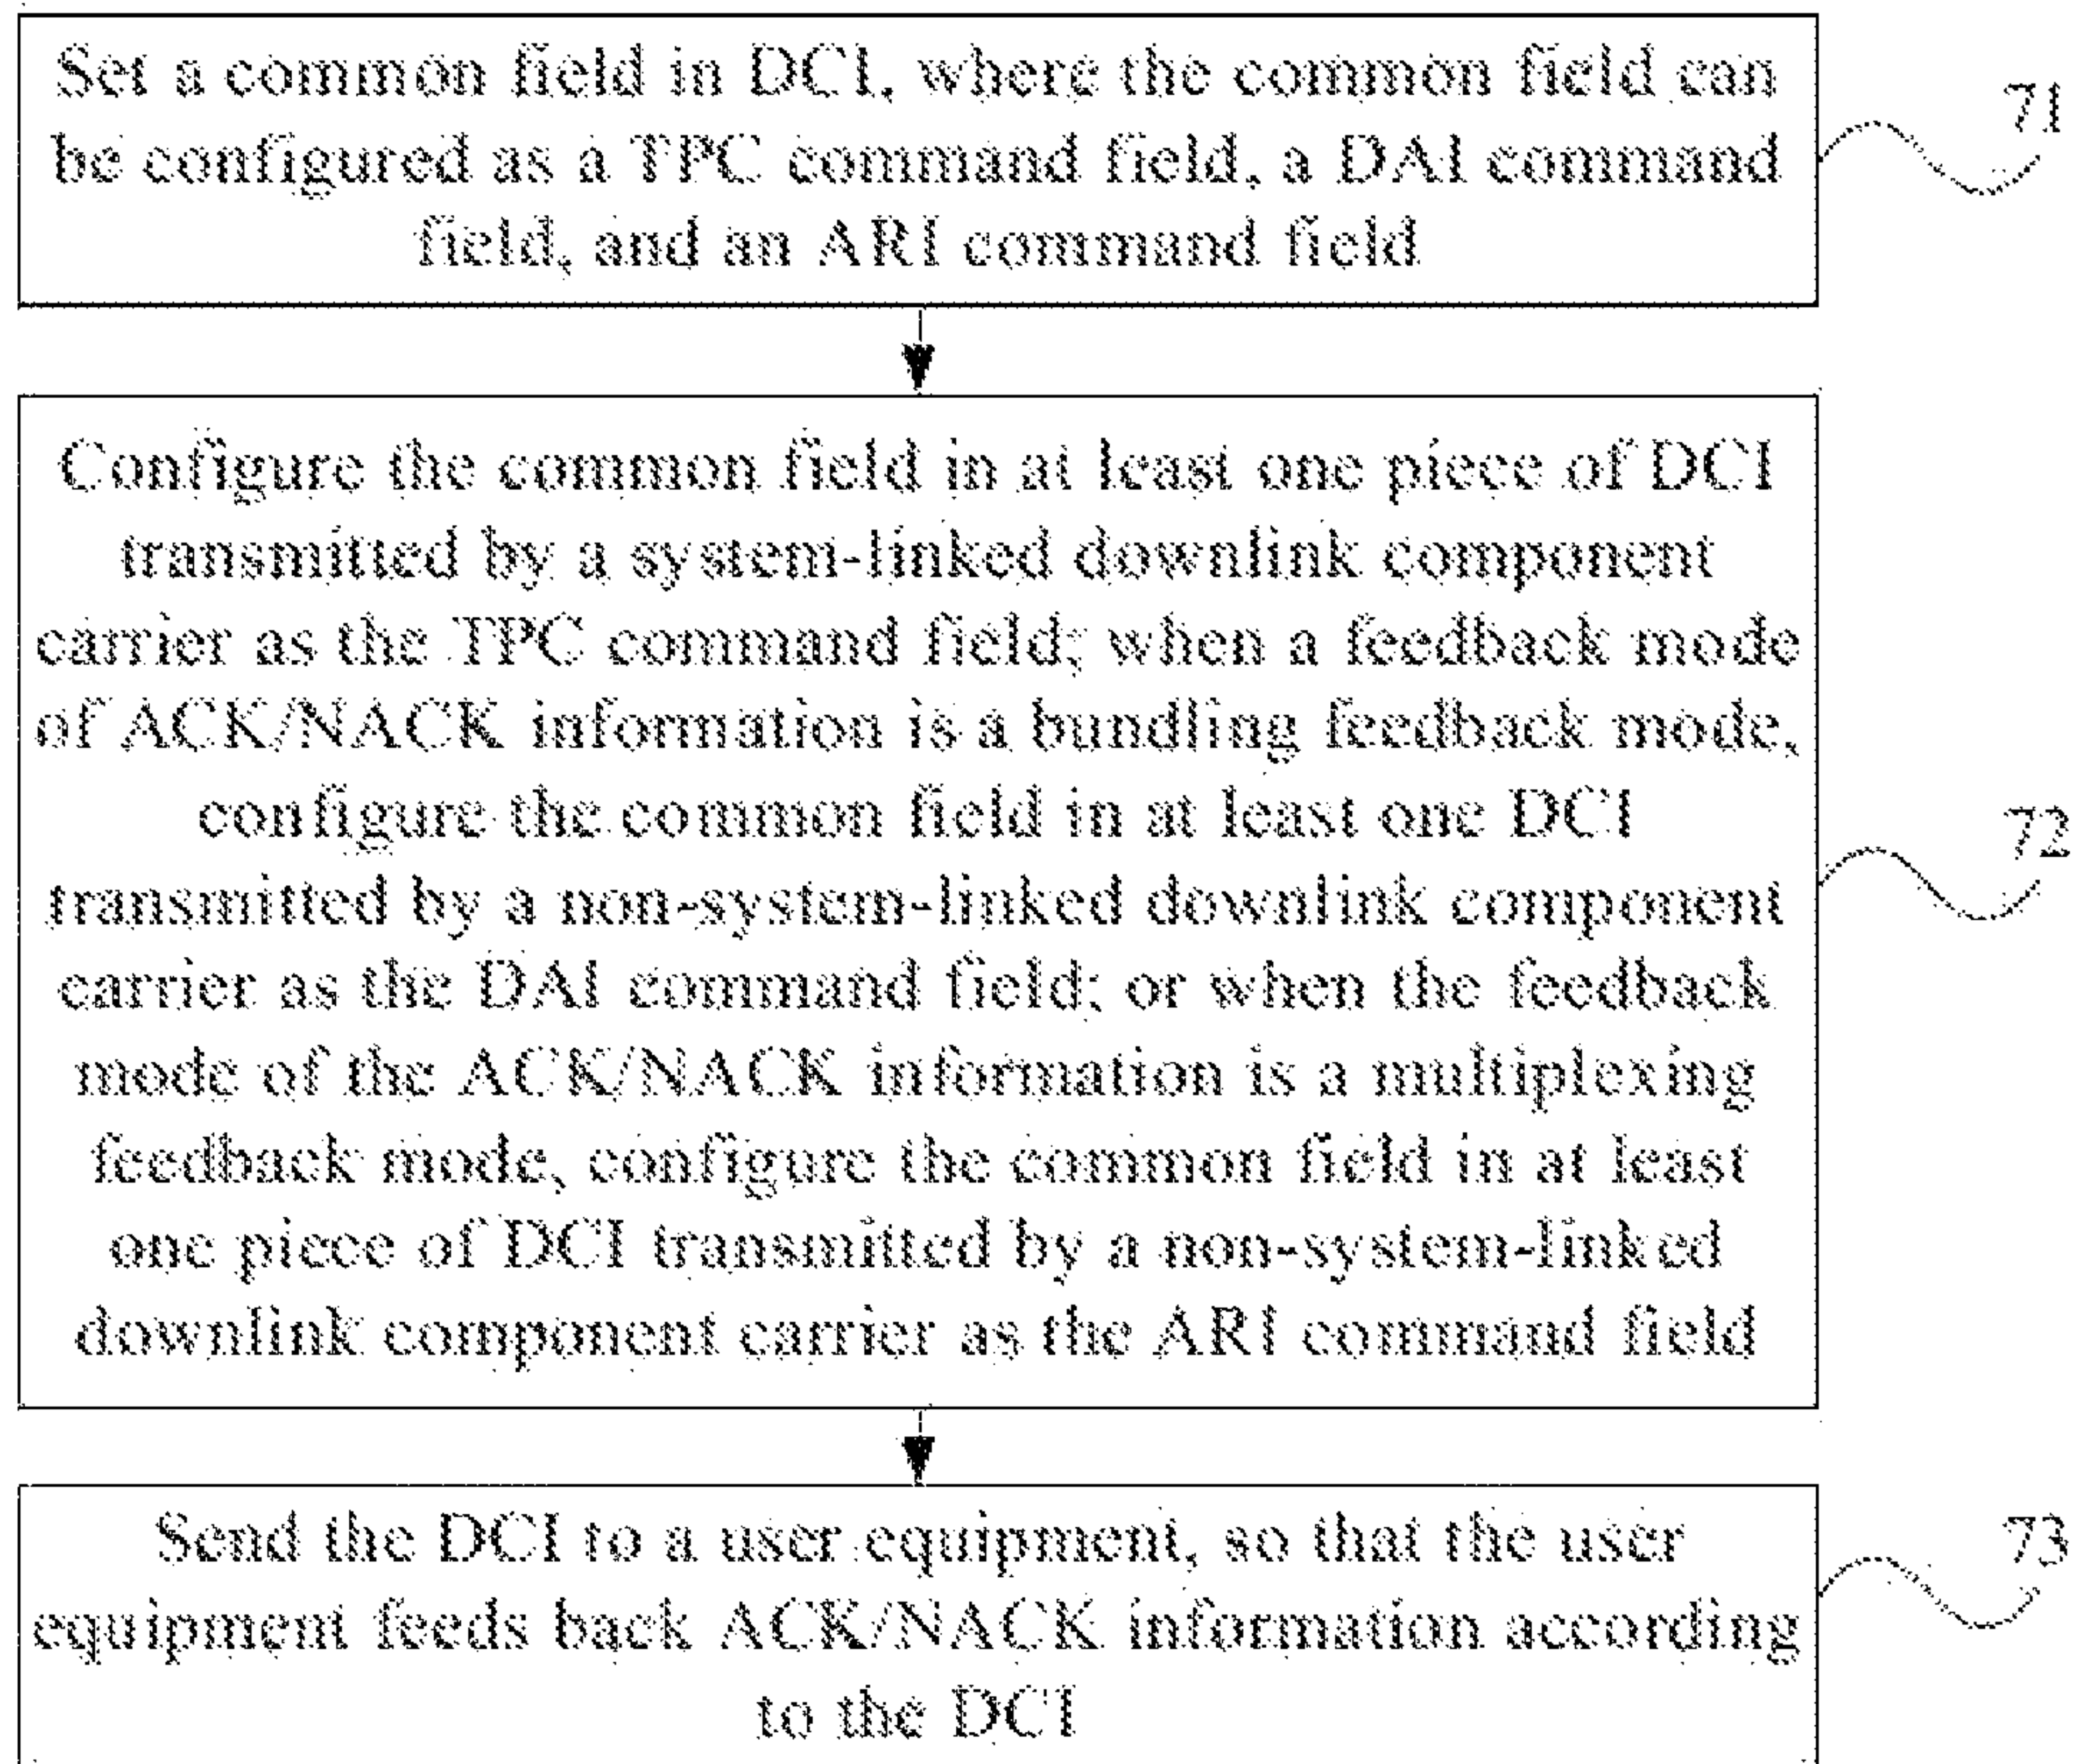 Set a common field in DCI, where the common field can
be configured as a TPC command field, a DAI command
field, and an ARI command field
71
Configure the common field in at least one piece of DCI
transmitted by a system-linked downlink component
carrier as the TPC command field; when a feedback mode
of ACK/NACK information is a bundling feedback mode,
configure the common field in at least one DCI
transmitted by a non-system-linked downlink component
carrier as the DAI command field; or when the feedback
mode of the ACK/NACK information is a multiplexing
feedback mode, configure the common field in at least
one piece of DCI transmitted by a non-system-linked
downlink component carrier as the ARI command field
72
Send the DCI to a user equipment, so that the user
equipment feeds back ACK/NACK information according
to the DCI
73